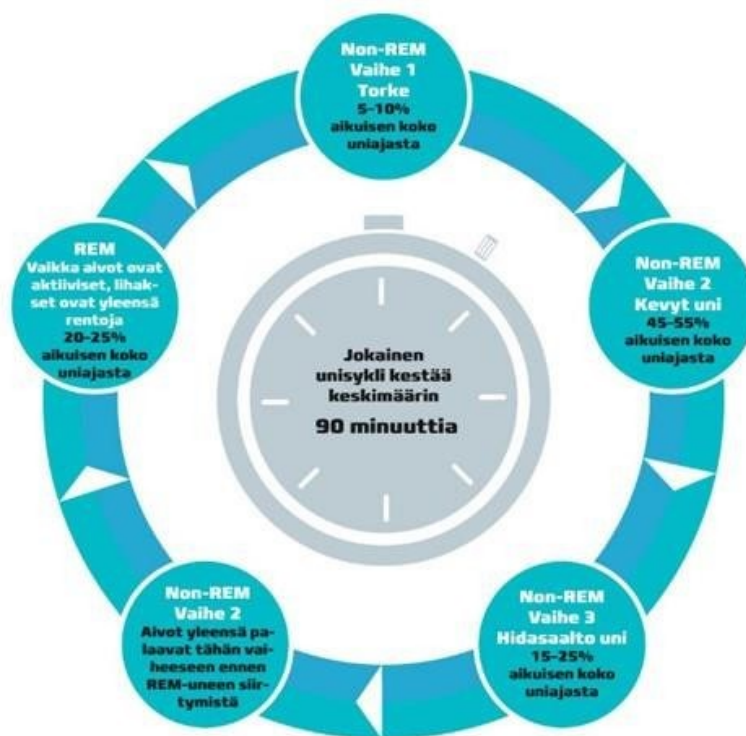 Non-REM
Vaihe 1
Torke
5-10%
aikuisen koko
uniajasta
Non-REM
Vaihe 2
Kevyt uni
45-55%
aikuisen koko
uniajasta
Non-REM
Vaihe 3
Hidasaalto uni
15-25%
aikuisen koko
uniajasta
Non-REM
Vaihe 2
Aivot yleensä pa-
laavat tähän vai-
heeseen ennen
REM-uneen siir-
tymistä
REM
Vaikka aivot ovat
aktiiviset, lihak-
set ovat yleensä
rentoja
20-25%
aikuisen koko
uniajasta
Jokainen
unisykli kestää
keskimäärin
90 minuuttia